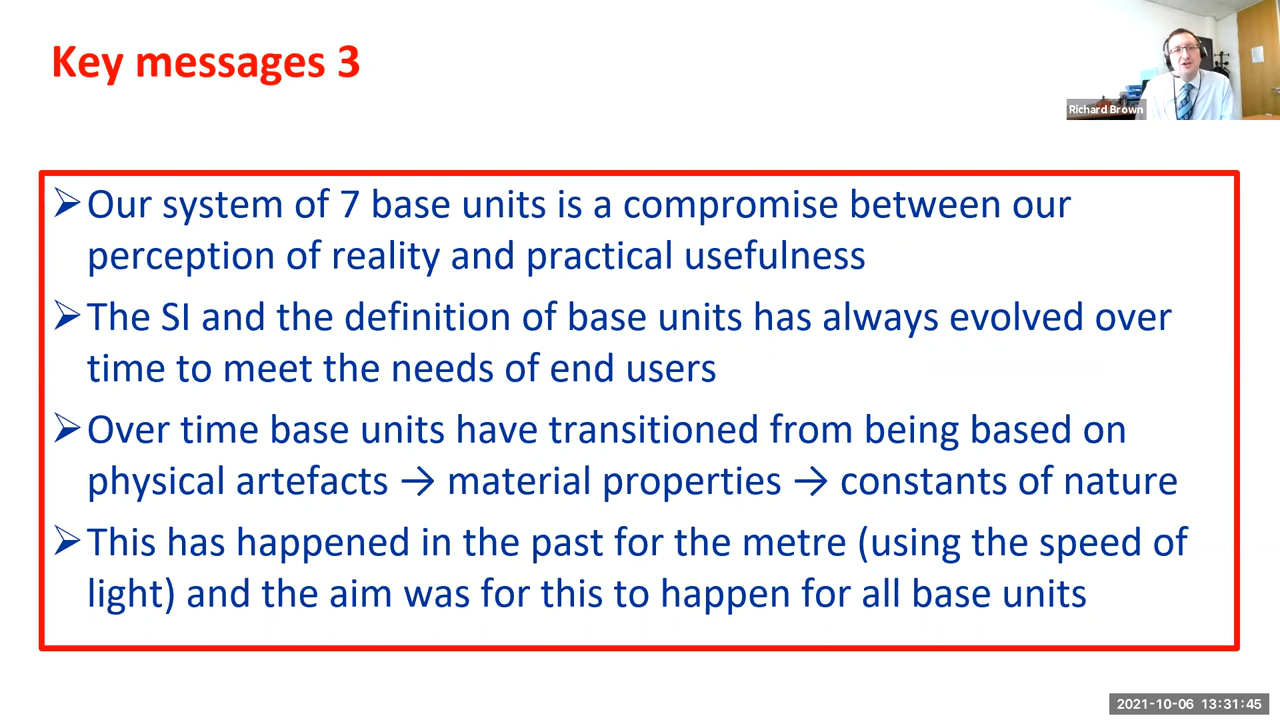 Key messages 3
Richard Brown
➢Our system of 7 base units is a compromise between our
perception of reality and practical usefulness
➢The SI and the definition of base units has always evolved over
time to meet the needs of end users
➢Over time base units have transitioned from being based on
physical artefacts → material properties → constants of nature
➢This has happened in the past for the metre (using the speed of
light) and the aim was for this to happen for all base units
2021-10-06 13:31:45